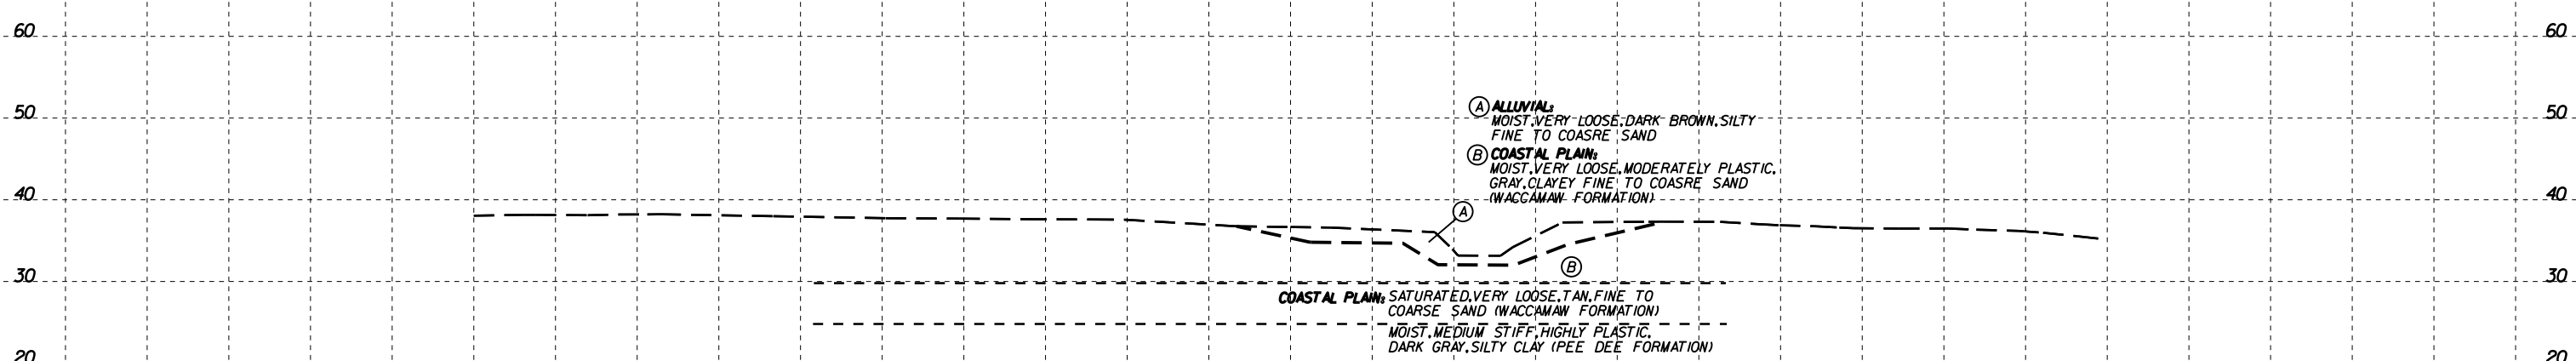 60 60
50 50
Ⓐ ALLUVIAL:
MOIST, VERY LOOSE, DARK BROWN, SILTY
FINE TO COASRE SAND
Ⓑ COASTAL PLAIN:
MOIST, VERY LOOSE, MODERATELY PLASTIC,
GRAY, CLAYEY FINE TO COASRE SAND
(WACCAMAW FORMATION)
40 40
A
B
30 30
COASTAL PLAIN: SATURATED, VERY LOOSE, TAN, FINE TO
COARSE SAND (WACCAMAW FORMATION)
MOIST, MEDIUM STIFF, HIGHLY PLASTIC,
DARK GRAY, SILTY CLAY (PEE DEE FORMATION)
20 20